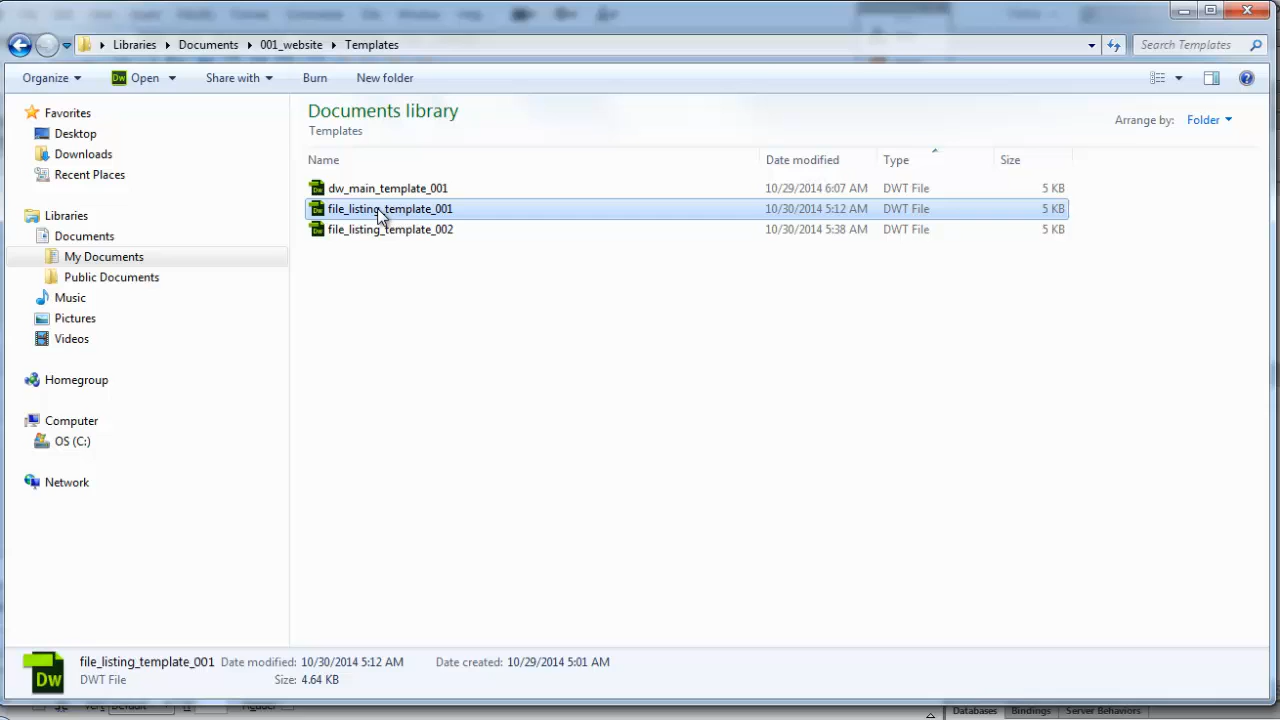 Libraries Documents 001_website Templates Search Templates
Organize Dw Open Share with Burn New folder
Favorites
Desktop
Downloads
Recent Places
Libraries
Documents
My Documents
Public Documents
Music
Pictures
Videos
Homegroup
Computer
OS (C:)
Network
Documents library
Templates
Arrange by: Folder
Name Date modified Type Size
dw_main_template_001 10/29/2014 6:07 AM DWT File 5 KB
file_listing_template_001 10/30/2014 5:12 AM DWT File 5 KB
file_listing_template_002 10/30/2014 5:38 AM DWT File 5 KB
Dw
file_listing_template_001 Date modified: 10/30/2014 5:12 AM Date created: 10/29/2014 5:01 AM
DWT File Size: 4.64 KB
Databases Bindings Server Behaviors